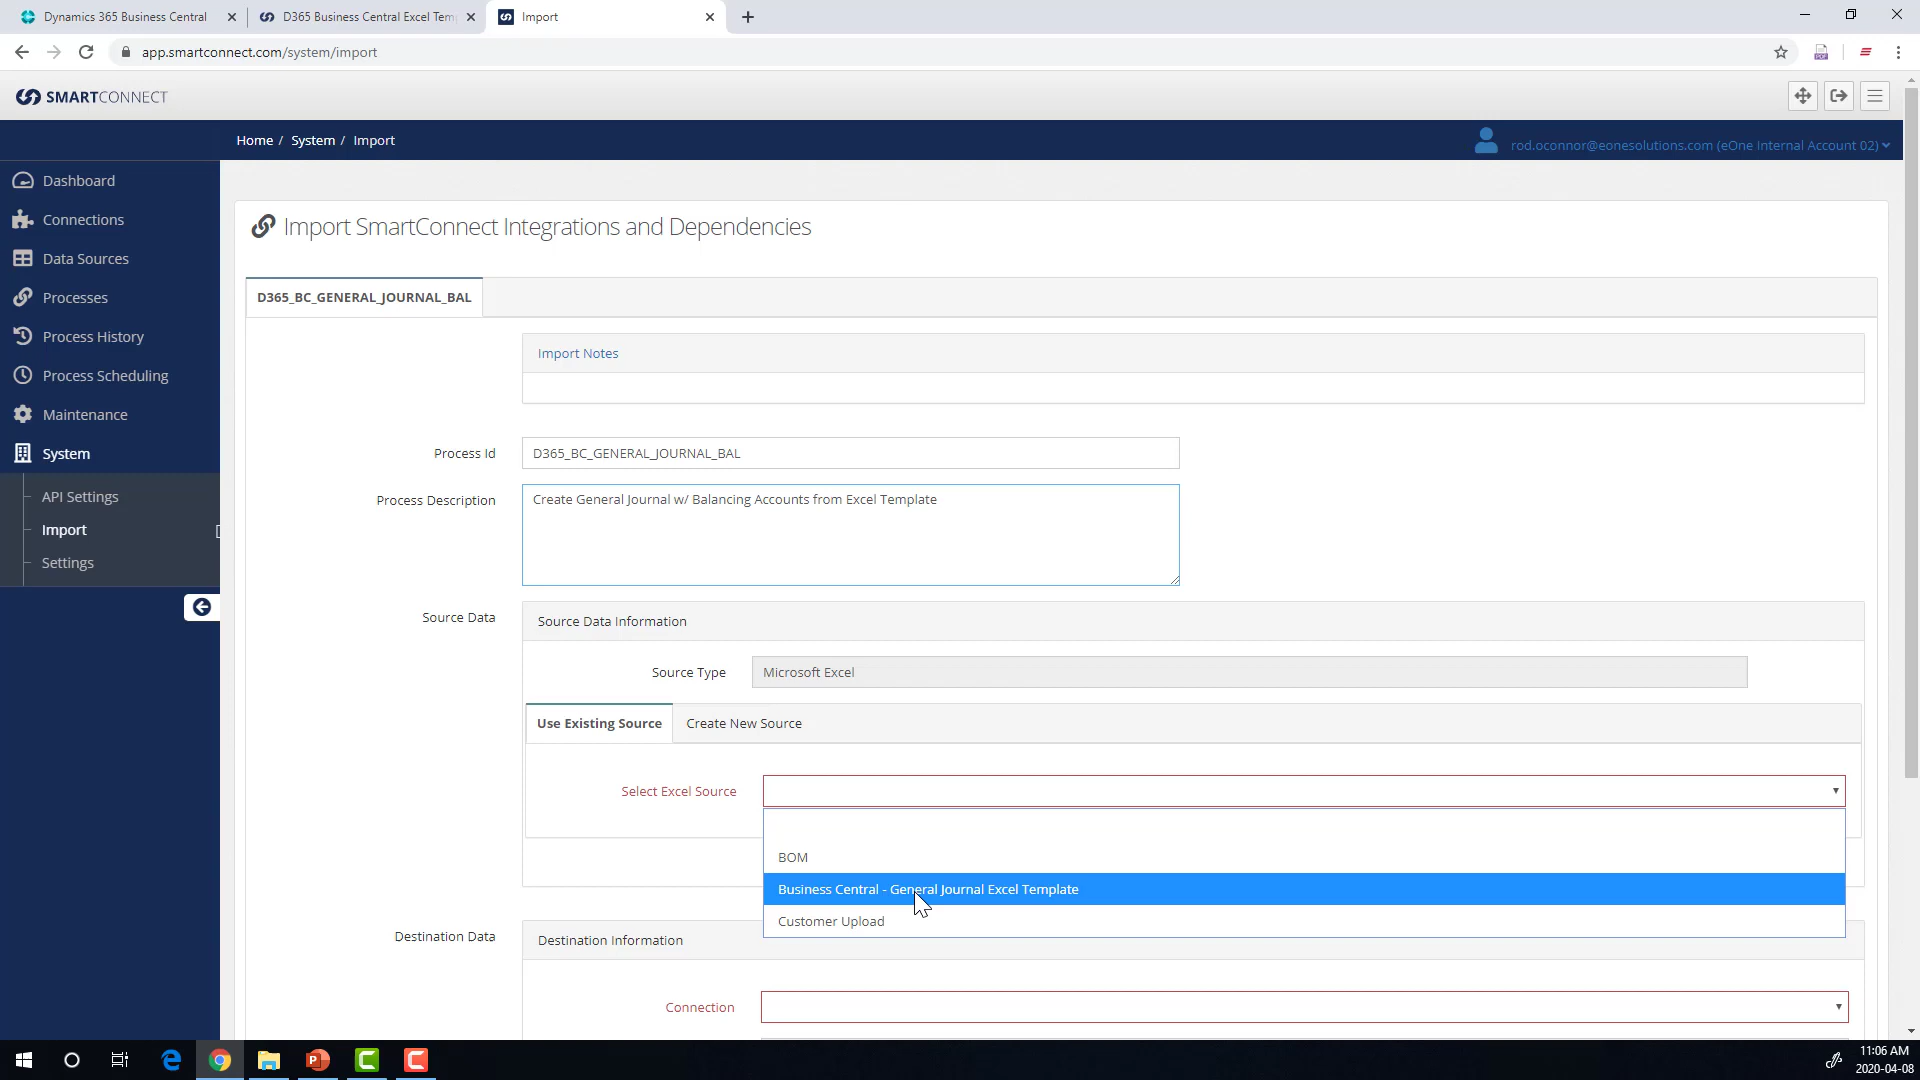 Dynamics 365 Business Central
D365 Business Central Excel Tem
Import
app.smartconnect.com/system/import
SMARTCONNECT
Home / System / Import
rod.oconnor@eonesolutions.com (eOne Internal Account 02)
Dashboard
Connections
Data Sources
Processes
Process History
Process Scheduling
Maintenance
System
API Settings
Import
Settings
Import SmartConnect Integrations and Dependencies
D365_BC_GENERAL_JOURNAL_BAL
Import Notes
Process Id
D365_BC_GENERAL_JOURNAL_BAL
Process Description
Create General Journal w/ Balancing Accounts from Excel Template
Source Data
Source Data Information
Source Type
Microsoft Excel
Use Existing Source
Create New Source
Select Excel Source
BOM
Business Central - General Journal Excel Template
Customer Upload
Destination Data
Destination Information
Connection
11:06 AM
2020-04-08